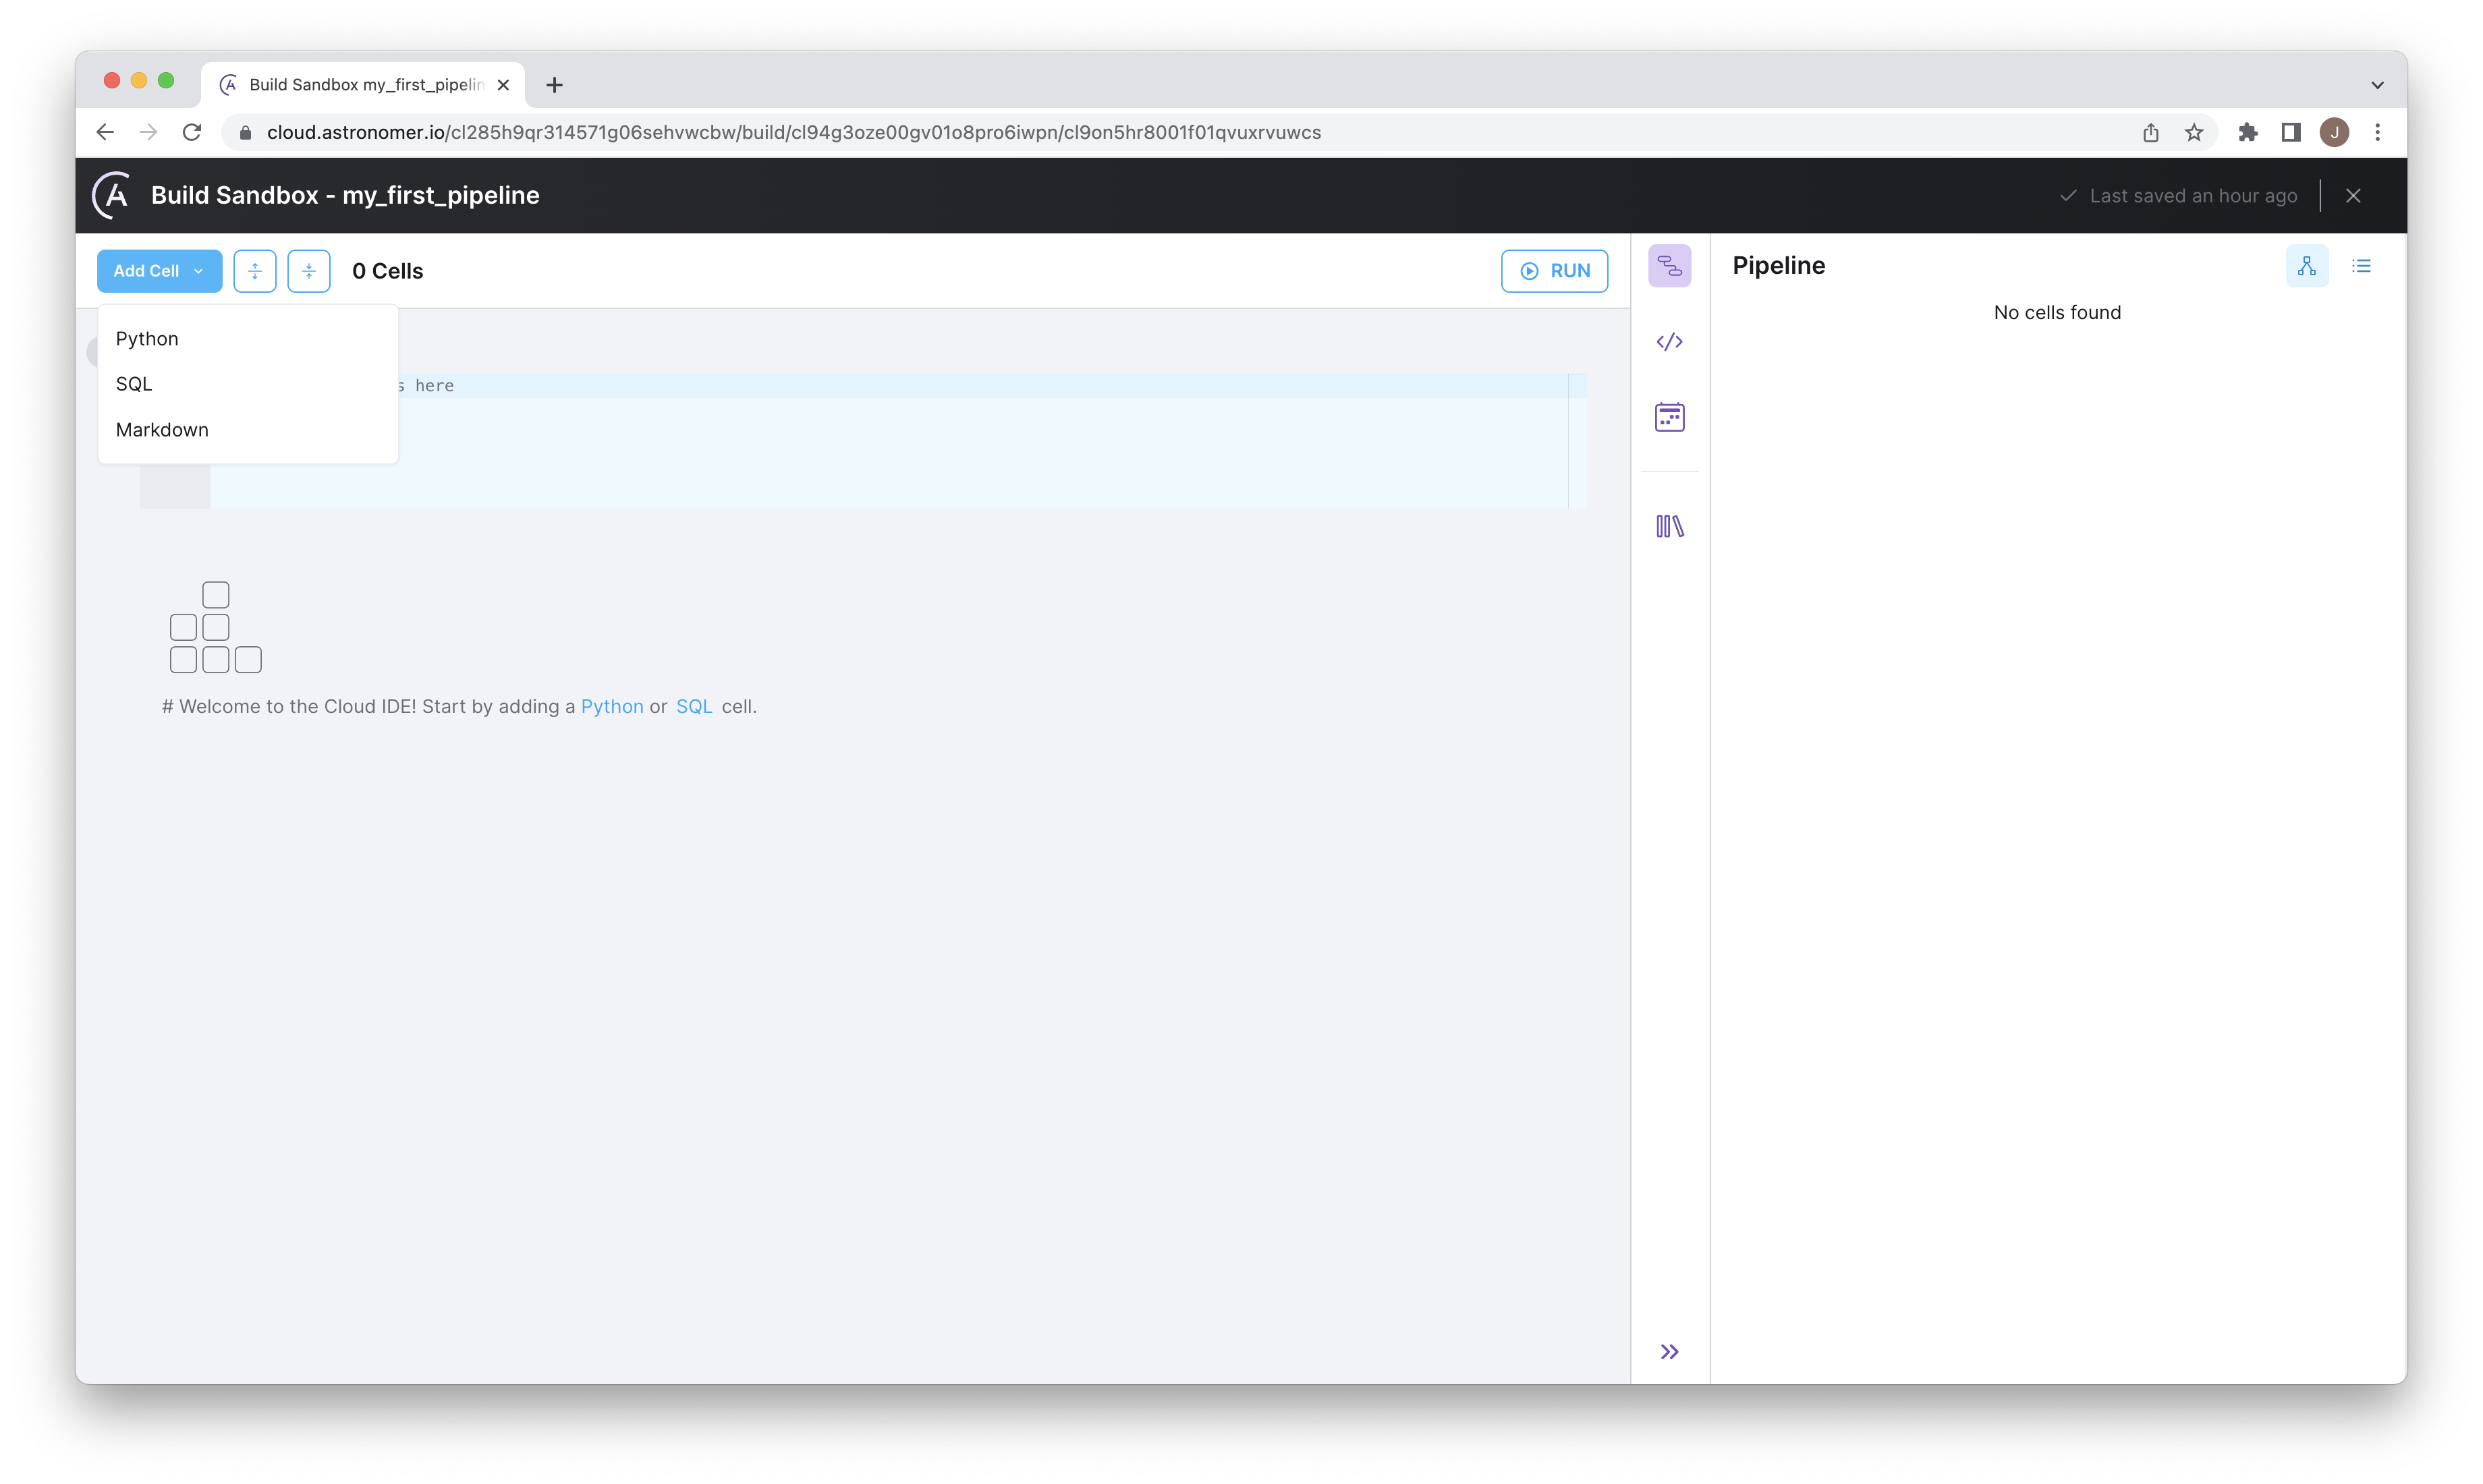 Build Sandbox my_first_pipelin
cloud.astronomer.io/cl285h9qr314571g06sehvwcbw/build/cl94g3oze00gv01o8pro6iwpn/cl9on5hr8001f01qvuxrvuwcs
J
Build Sandbox - my_first_pipeline
Last saved an hour ago
Add Cell
0 Cells
RUN
Pipeline
No cells found
Python
SQL
Markdown
s here
# Welcome to the Cloud IDE! Start by adding a Python or SQL cell.